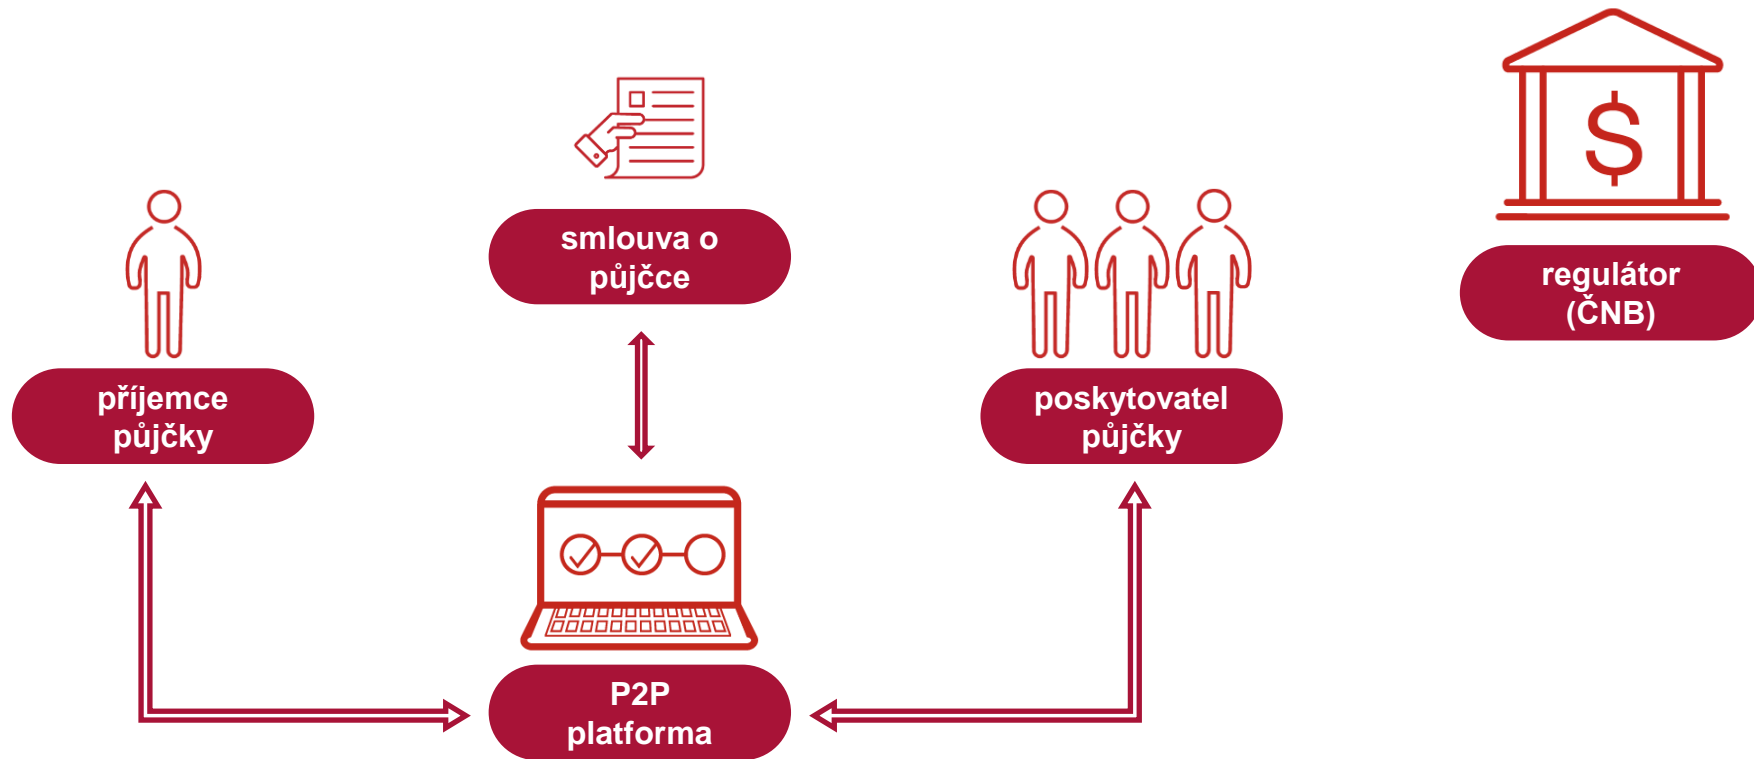 smlouva o
půjčce
regulátor
(ČNB)
příjemce
půjčky
poskytovatel
půjčky
P2P
platforma
$